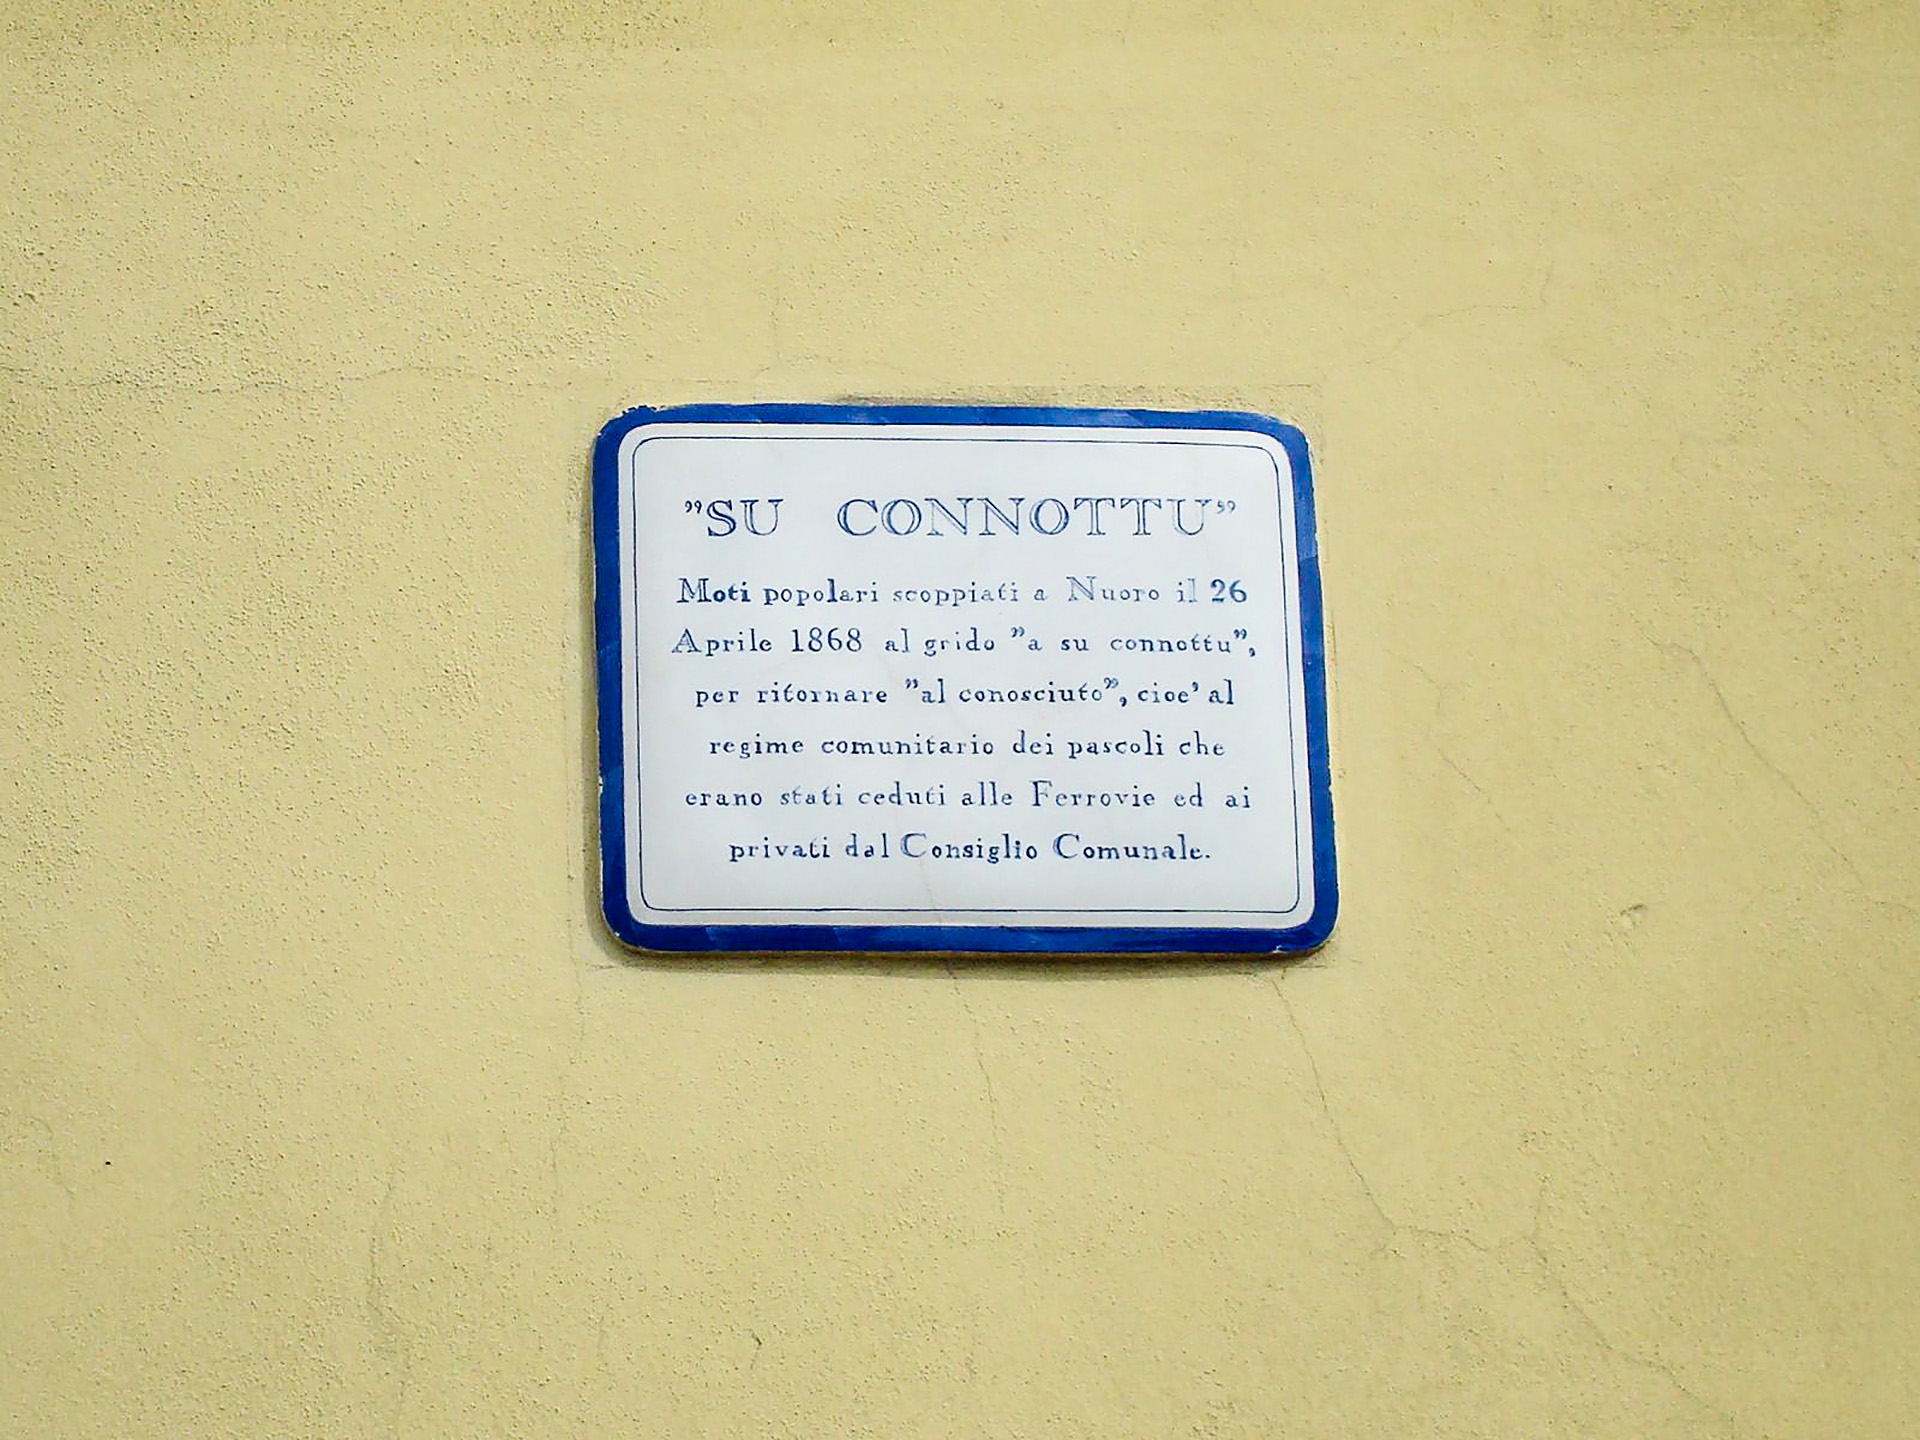 "SU CONNOTTU"
Moti popolari scoppiati a Nuoro il 26
Aprile 1868 al grido "a su connottu",
per ritornare "al conosciuto", cioe' al
regime comunitario dei pascoli che
erano stati ceduti alle Ferrovie ed ai
privati dal Consiglio Comunale.